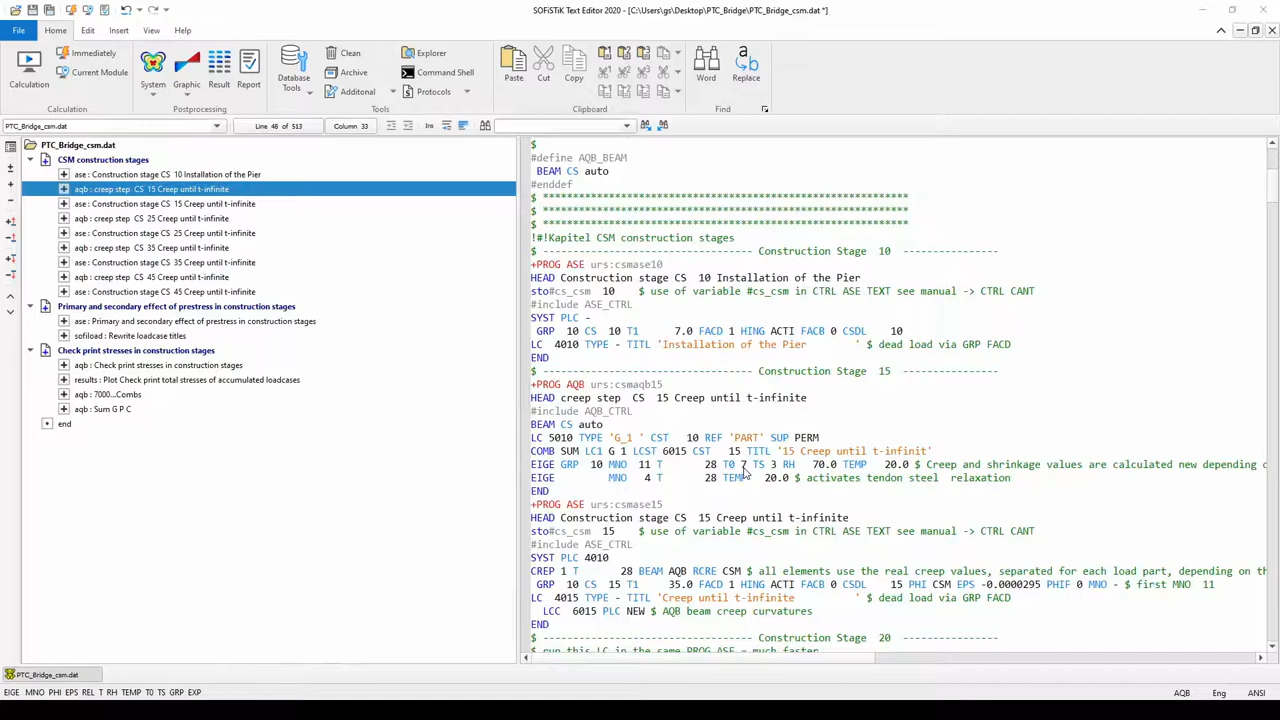 SOFiSTiK Text Editor 2020 - [C:\Users\gs\Desktop\PTC_Bridge\PTC_Bridge_csm.dat *]
File Home Edit Insert View Help
Calculation Immediately Current Module System Graphic Result Report Database Tools Clean Archive Additonal Explorer Command Shell Protocols Paste Cut Copy Word Replace
Calculation Postprocessing Tools Clipboard Find
PTC_Bridge_csm.dat Line 48 of 513 Column 33
PTC_Bridge_csm.dat
CSM construction stages
ase : Construction stage CS 10 Installation of the Pier
aqb : creep step CS 15 Creep until t-infinite
ase : Construction stage CS 15 Creep until t-infinite
aqb : creep step CS 25 Creep until t-infinite
ase : Construction stage CS 25 Creep until t-infinite
aqb : creep step CS 35 Creep until t-infinite
ase : Construction stage CS 35 Creep until t-infinite
aqb : creep step CS 45 Creep until t-infinite
ase : Construction stage CS 45 Creep until t-infinite
Primary and secondary effect of prestress in construction stages
ase : Primary and secondary effect of prestress in construction stages
sofiload : Rewrite loadcase titles
Check print stresses in construction stages
aqb : Check print stresses in construction stages
results : Plot Check print total stresses of accumulated loadcases
aqb : 7000...Combs
aqb : Sum G P C
end
$
#define AQB_BEAM
BEAM CS auto
#enddef
$ *******************************************************
$ *******************************************************
$ *******************************************************
!#!Kapitel CSM construction stages
$ -------------------------------- Construction Stage 10 --------------
+PROG ASE urs:csmase10
HEAD Construction stage CS 10 Installation of the Pier
sto#cs_csm 10 $ use of variable #cs_csm in CTRL ASE TEXT see manual -> CTRL CANT
#include ASE_CTRL
SYST PLC -
GRP 10 CS 10 T1 7.0 FACD 1 HING ACTI FACB 0 CSDL 10
LC 4010 TYPE - TITL 'Installation of the Pier ' $ dead load via GRP FACD
END
$ -------------------------------- Construction Stage 15 --------------
+PROG AQB urs:csmaqb15
HEAD creep step CS 15 Creep until t-infinite
#include AQB_CTRL
BEAM CS auto
LC 5010 TYPE 'G_1 ' CST 10 REF 'PART' SUP PERM
COMB SUM LC1 G 1 LCST 6015 CST 15 TITL '15 Creep until t-infinit'
EIGE GRP 10 MNO 11 T 28 T0 7 TS 3 RH 70.0 TEMP 20.0 $ Creep and shrinkage values are calculated new depending o
EIGE MNO 4 T 28 TEMP 20.0 $ activates tendon steel relaxation
END
+PROG ASE urs:csmase15
HEAD Construction stage CS 15 Creep until t-infinite
sto#cs_csm 15 $ use of variable #cs_csm in CTRL ASE TEXT see manual -> CTRL CANT
#include ASE_CTRL
SYST PLC 4010
CREP 1 T 28 BEAM AQB RCRE CSM $ all elements use the real creep values, separated for each load part, depending on th
GRP 10 CS 15 T1 35.0 FACD 1 HING ACTI FACB 0 CSDL 15 PHI CSM EPS -0.0000295 PHIF 0 MNO - $ first MNO 11
LC 4015 TYPE - TITL 'Creep until t-infinite ' $ dead load via GRP FACD
LCC 6015 PLC NEW $ AQB beam creep curvatures
END
$ -------------------------------- Construction Stage 20 --------------
$ run this LC in the same PROG ASE = much faster
PTC_Bridge_csm.dat
EIGE MNO PHI EPS REL T RH TEMP T0 TS GRP EXP AQB Eng ANSI